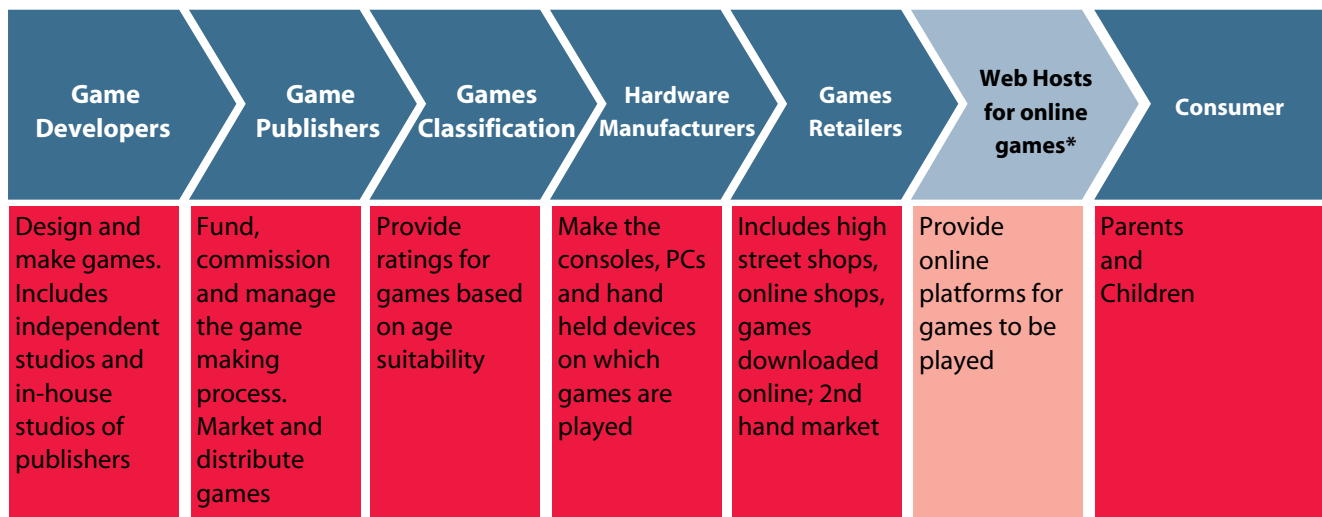 Game
Developers
Game
Publishers
Games
Classification
Hardware
Manufacturers
Games
Retailers
Web Hosts
for online
games*
Consumer
Design and
make games.
Includes
independent
studios and
in-house
studios of
publishers
Fund,
commission
and manage
the game
making
process.
Market and
distribute
games
Provide
ratings for
games based
on age
suitability
Make the
consoles, PCs
and hand
held devices
on which
games are
played
Includes high
street shops,
online shops,
games
downloaded
online; 2nd
hand market
Provide
online
platforms for
games to be
played
Parents
and
Children